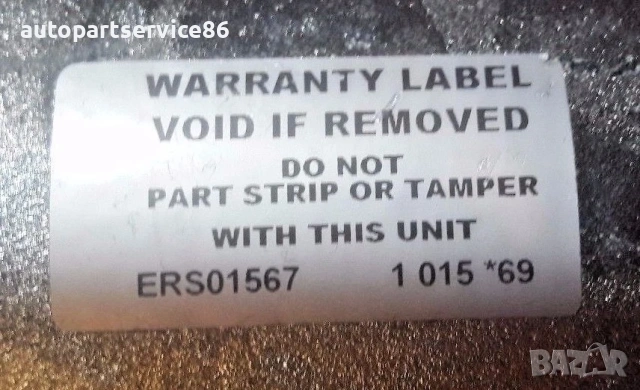 autopartservice86
WARRANTY LABEL
VOID IF REMOVED
DO NOT
PART STRIP OR TAMPER
WITH THIS UNIT
ERS01567 1 015 *69
BAZAR